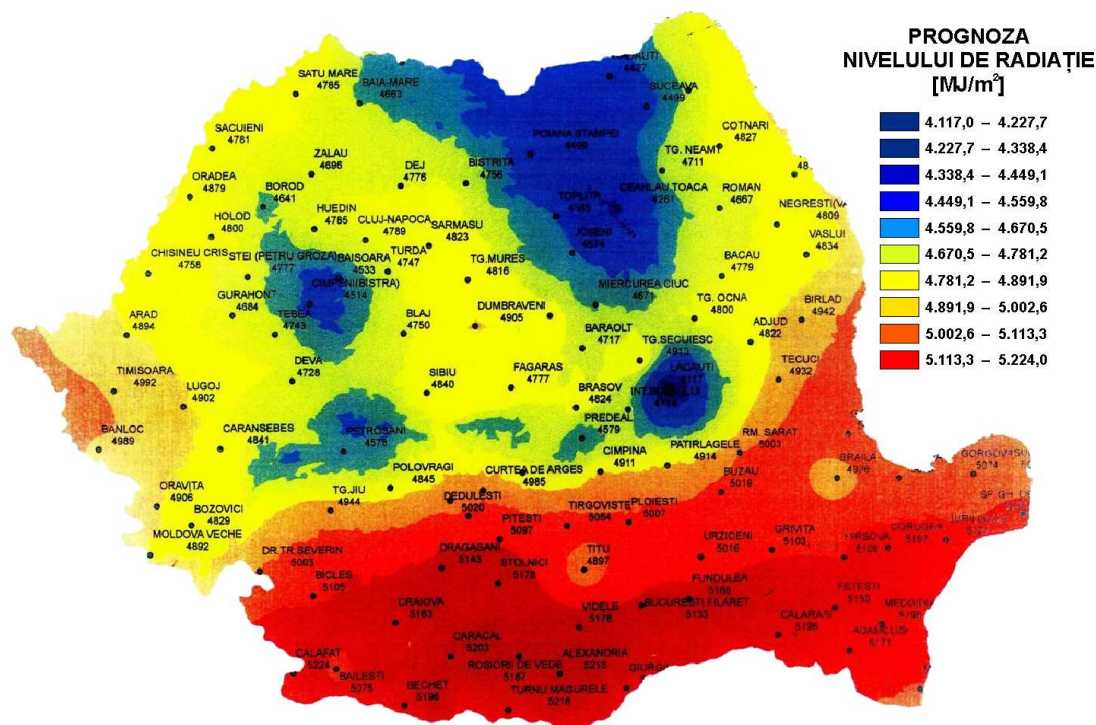 PROGNOZA
NIVELULUI DE RADIAȚIE
[MJ/m²]
4.117,0 – 4.227,7
4.227,7 – 4.338,4
4.338,4 – 4.449,1
4.449,1 – 4.559,8
4.559,8 – 4.670,5
4.670,5 – 4.781,2
4.781,2 – 4.891,9
4.891,9 – 5.002,6
5.002,6 – 5.113,3
5.113,3 – 5.224,0
4427
SATU MARE
4785
BAIA-MARE
4663
SUCEAVA
4499
SACUIENI
4781
COTNARI
4827
POIANA STAMPEI
4499
ZALAU
4696
DEJ
4776
BISTRITA
4756
TG. NEAMT
4711
ORADEA
4879
BOROD
4641
TOPLITA
CEAHLAU TOACA
4261
ROMAN
4667
HOLOD
4800
HUEDIN
4785
CLUJ-NAPOCA
4789
SARMASU
4823
4809
JOSENI
4574
VASLUI
4834
CHISINEU CRIS
4758
STEI (PETRU GROZA)
4777
BAISOARA
4533
TURDA
4747
TG.MURES
4816
BACAU
4779
CIMPENI(BISTRA)
4514
MIERCUREA CIUC
4671
GURAHONT
4684
DUMBRAVENI
4905
TG. OCNA
4800
BIRLAD
4942
ARAD
4894
TEBEA
4743
BLAJ
4750
BARAOLT
4717
ADJUD
4822
TG.SECUIESC
DEVA
4728
LACAUTI
4117
TECUCI
4932
TIMISOARA
4992
SIBIU
4840
FAGARAS
4777
LUGOJ
4902
BRASOV
4824
PREDEAL
4579
BANLOC
4989
CARANSEBES
4841
PETROSANI
4578
RM. SARAT
5003
CIMPINA
4911
PATIRLAGELE
4914
POLOVRAGI
4845
CURTEA DE ARGES
4985
BUZAU
5019
BRAILA
ORAVITA
4906
TG.JIU
4944
DEDULESTI
5020
BOZOVICI
4829
TIRGOVISTE
5054
PLOIESTI
5007
PITESTI
5097
MOLDOVA VECHE
4892
DR.TR.SEVERIN
5003
DRAGASANI
5143
TITU
4897
URZICENI
5016
GRIVITA
5103
BICLES
5105
STOLNICI
5178
FUNDULEA
5168
FETESTI
CRAIOVA
5163
VIDELE
5178
BUCURESTI FILARET
5133
CALARASI
CARACAL
5203
ADAMCLISI
5171
CALAFAT
5224
ROSIORII DE VEDE
5187
ALEXANDRIA
BAILESTI
5075
BECHET
TURNU MAGURELE
5216